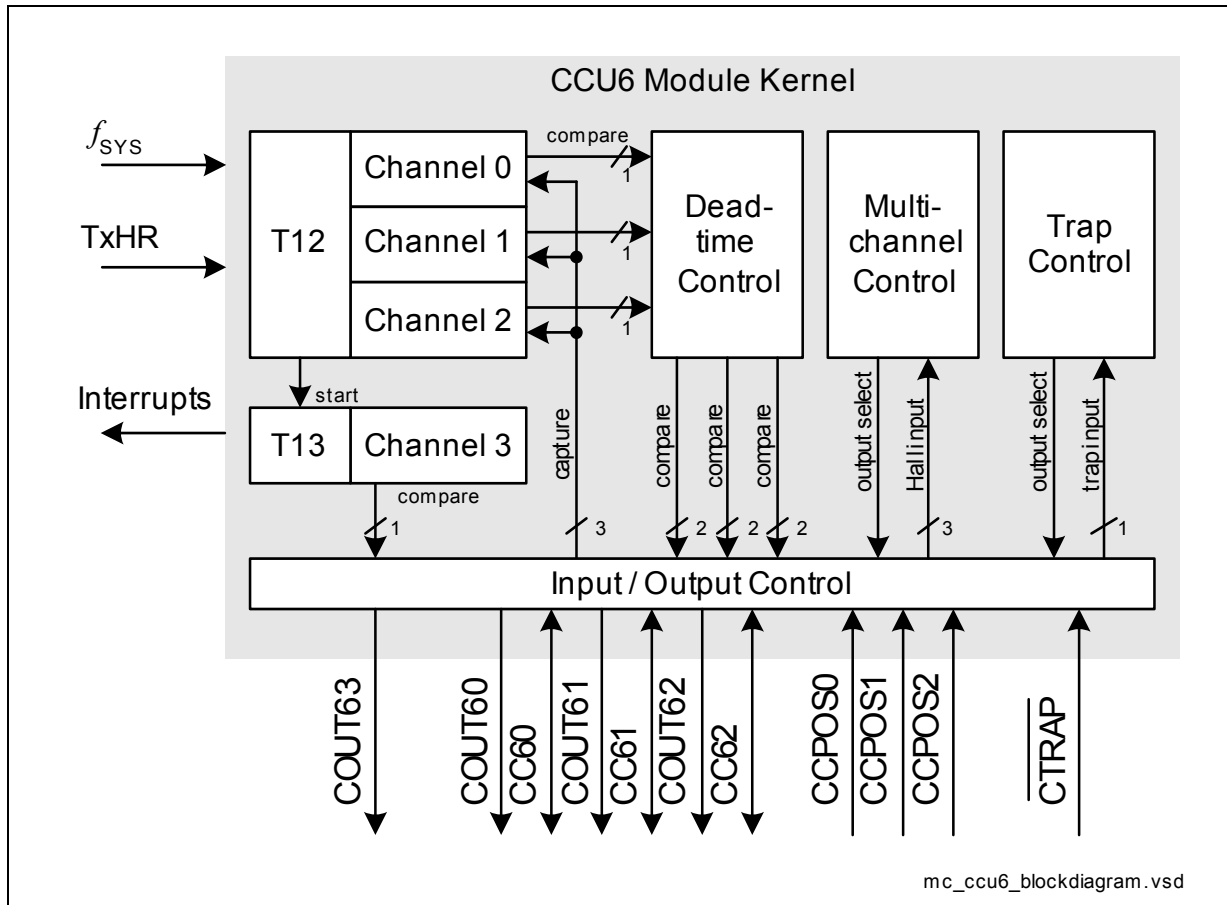 CCU6 Module Kernel
fSYS
TxHR
Interrupts
T12
Channel 0
Channel 1
Channel 2
compare
1
1
1
Dead-
time
Control
Multi-
channel
Control
Trap
Control
start
T13
Channel 3
compare
1
capture
3
compare
2
compare
2
compare
2
output select
Hall input
3
output select
trap input
1
Input / Output Control
COUT63
COUT60
CC60
COUT61
CC61
COUT62
CC62
CCPOS0
CCPOS1
CCPOS2
CTRAP
mc_ccu6_blockdiagram.vsd